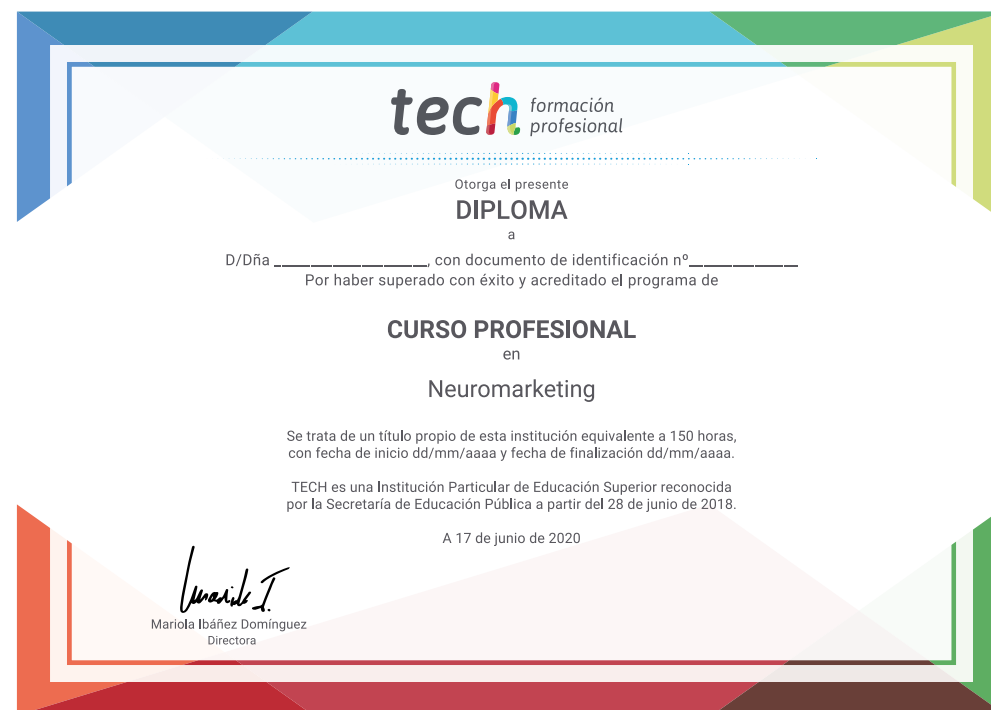 tech formación
profesional
Otorga el presente
DIPLOMA
a
D/Dña ____________________, con documento de identificación nº______________
Por haber superado con éxito y acreditado el programa de
CURSO PROFESIONAL
en
Neuromarketing
Se trata de un título propio de esta institución equivalente a 150 horas,
con fecha de inicio dd/mm/aaaa y fecha de finalización dd/mm/aaaa.
TECH es una Institución Particular de Educación Superior reconocida
por la Secretaría de Educación Pública a partir del 28 de junio de 2018.
A 17 de junio de 2020
Mariola I.
Mariola Ibáñez Domínguez
Directora